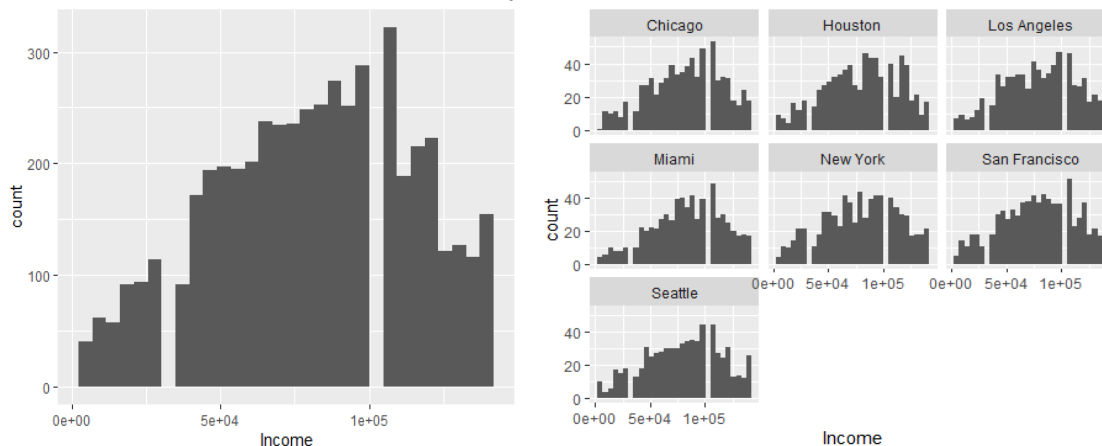 300
200
100
0
count
0e+00 5e+04 1e+05
Income
Chicago Houston Los Angeles
40
20
0
Miami New York San Francisco
40
20
0
count
0e+00 5e+04 1e+05 0e+00 5e+04 1e+05
Seattle
40
20
0
0e+00 5e+04 1e+05
Income